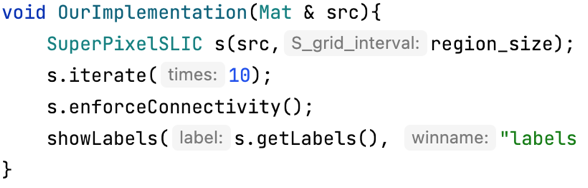 void OurImplementation(Mat & src){
SuperPixelSLIC s(src, S_grid_interval: region_size);
s.iterate( times: 10);
s.enforceConnectivity();
showLabels( label: s.getLabels(), winname: "labels
}